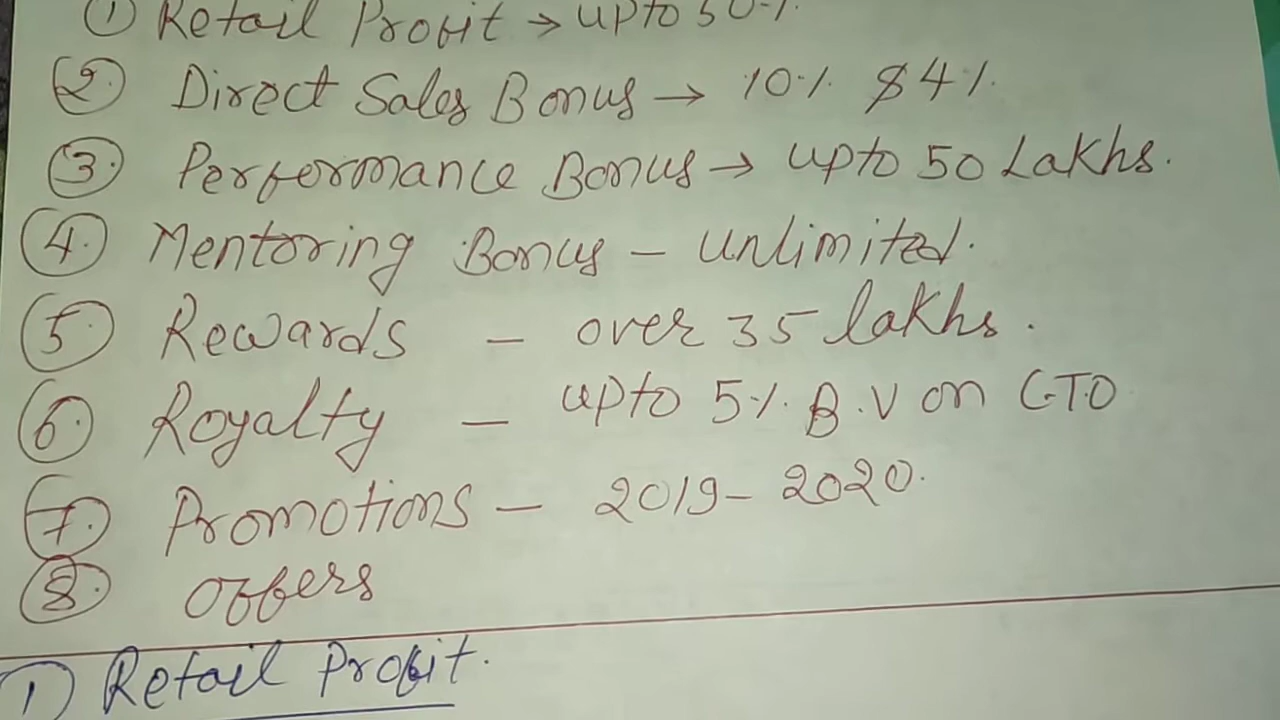 1 Retail Profit → upto 50%
2. Direct Sales Bonus → 10% $4%.
3. Performance Bonus → upto 50 Lakhs.
4. Mentoring Bonus – unlimited.
5. Rewards – over 35 lakhs.
6. Royalty – upto 5% B.V on GTO
7. Promotions – 2019–2020.
8. Offers
1) Retail Profit.